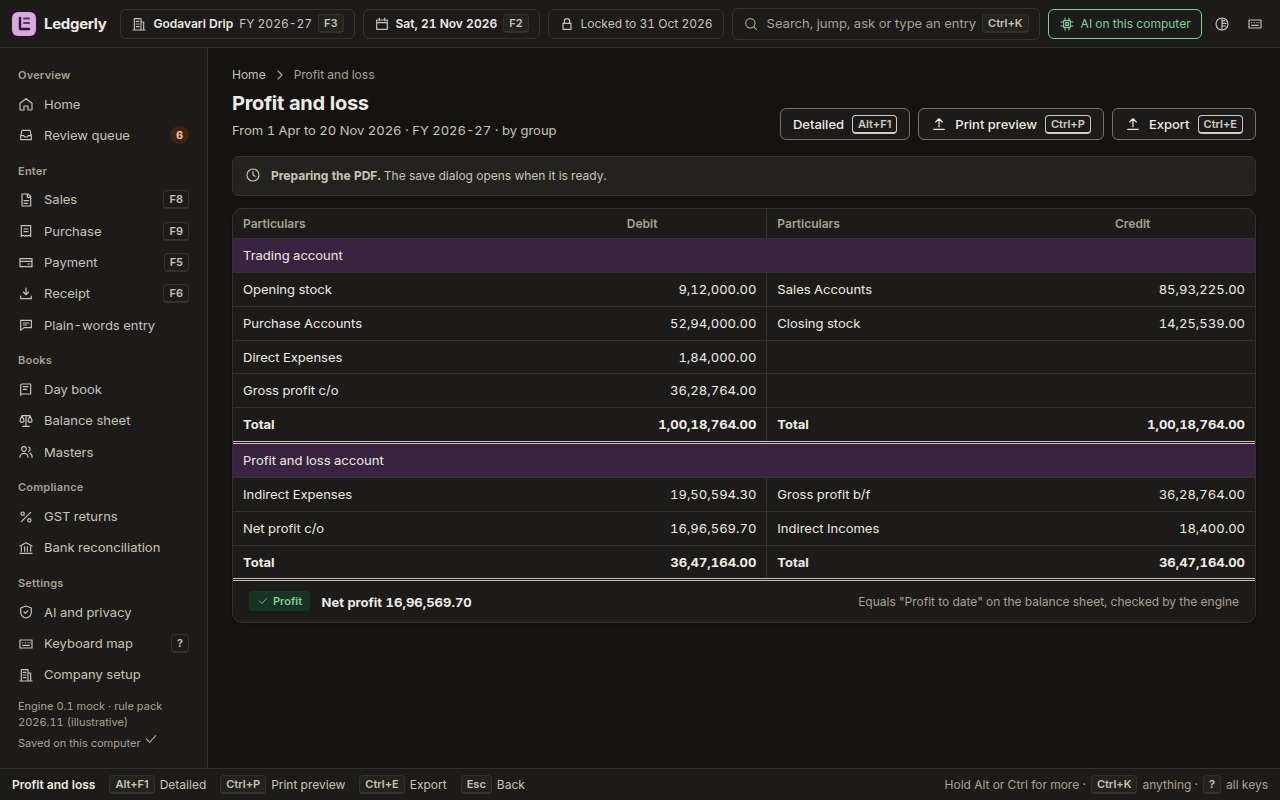 Ledgerly
Godavari Drip FY 2026-27 F3
Sat, 21 Nov 2026 F2
Locked to 31 Oct 2026
Search, jump, ask or type an entry Ctrl+K
AI on this computer
Overview
Home
Review queue 6
Enter
Sales F8
Purchase F9
Payment F5
Receipt F6
Plain-words entry
Books
Day book
Balance sheet
Masters
Compliance
GST returns
Bank reconciliation
Settings
AI and privacy
Keyboard map ?
Company setup
Engine 0.1 mock · rule pack
2026.11 (illustrative)
Saved on this computer
Home > Profit and loss
Profit and loss
From 1 Apr to 20 Nov 2026 · FY 2026-27 · by group
Detailed Alt+F1
Print preview Ctrl+P
Export Ctrl+E
Preparing the PDF. The save dialog opens when it is ready.
Particulars Debit Particulars Credit
Trading account
Opening stock 9,12,000.00 Sales Accounts 85,93,225.00
Purchase Accounts 52,94,000.00 Closing stock 14,25,539.00
Direct Expenses 1,84,000.00
Gross profit c/o 36,28,764.00
Total 1,00,18,764.00 Total 1,00,18,764.00
Profit and loss account
Indirect Expenses 19,50,594.30 Gross profit b/f 36,28,764.00
Net profit c/o 16,96,569.70 Indirect Incomes 18,400.00
Total 36,47,164.00 Total 36,47,164.00
Profit Net profit 16,96,569.70 Equals "Profit to date" on the balance sheet, checked by the engine
Profit and loss Alt+F1 Detailed Ctrl+P Print preview Ctrl+E Export Esc Back Hold Alt or Ctrl for more · Ctrl+K anything · ? all keys